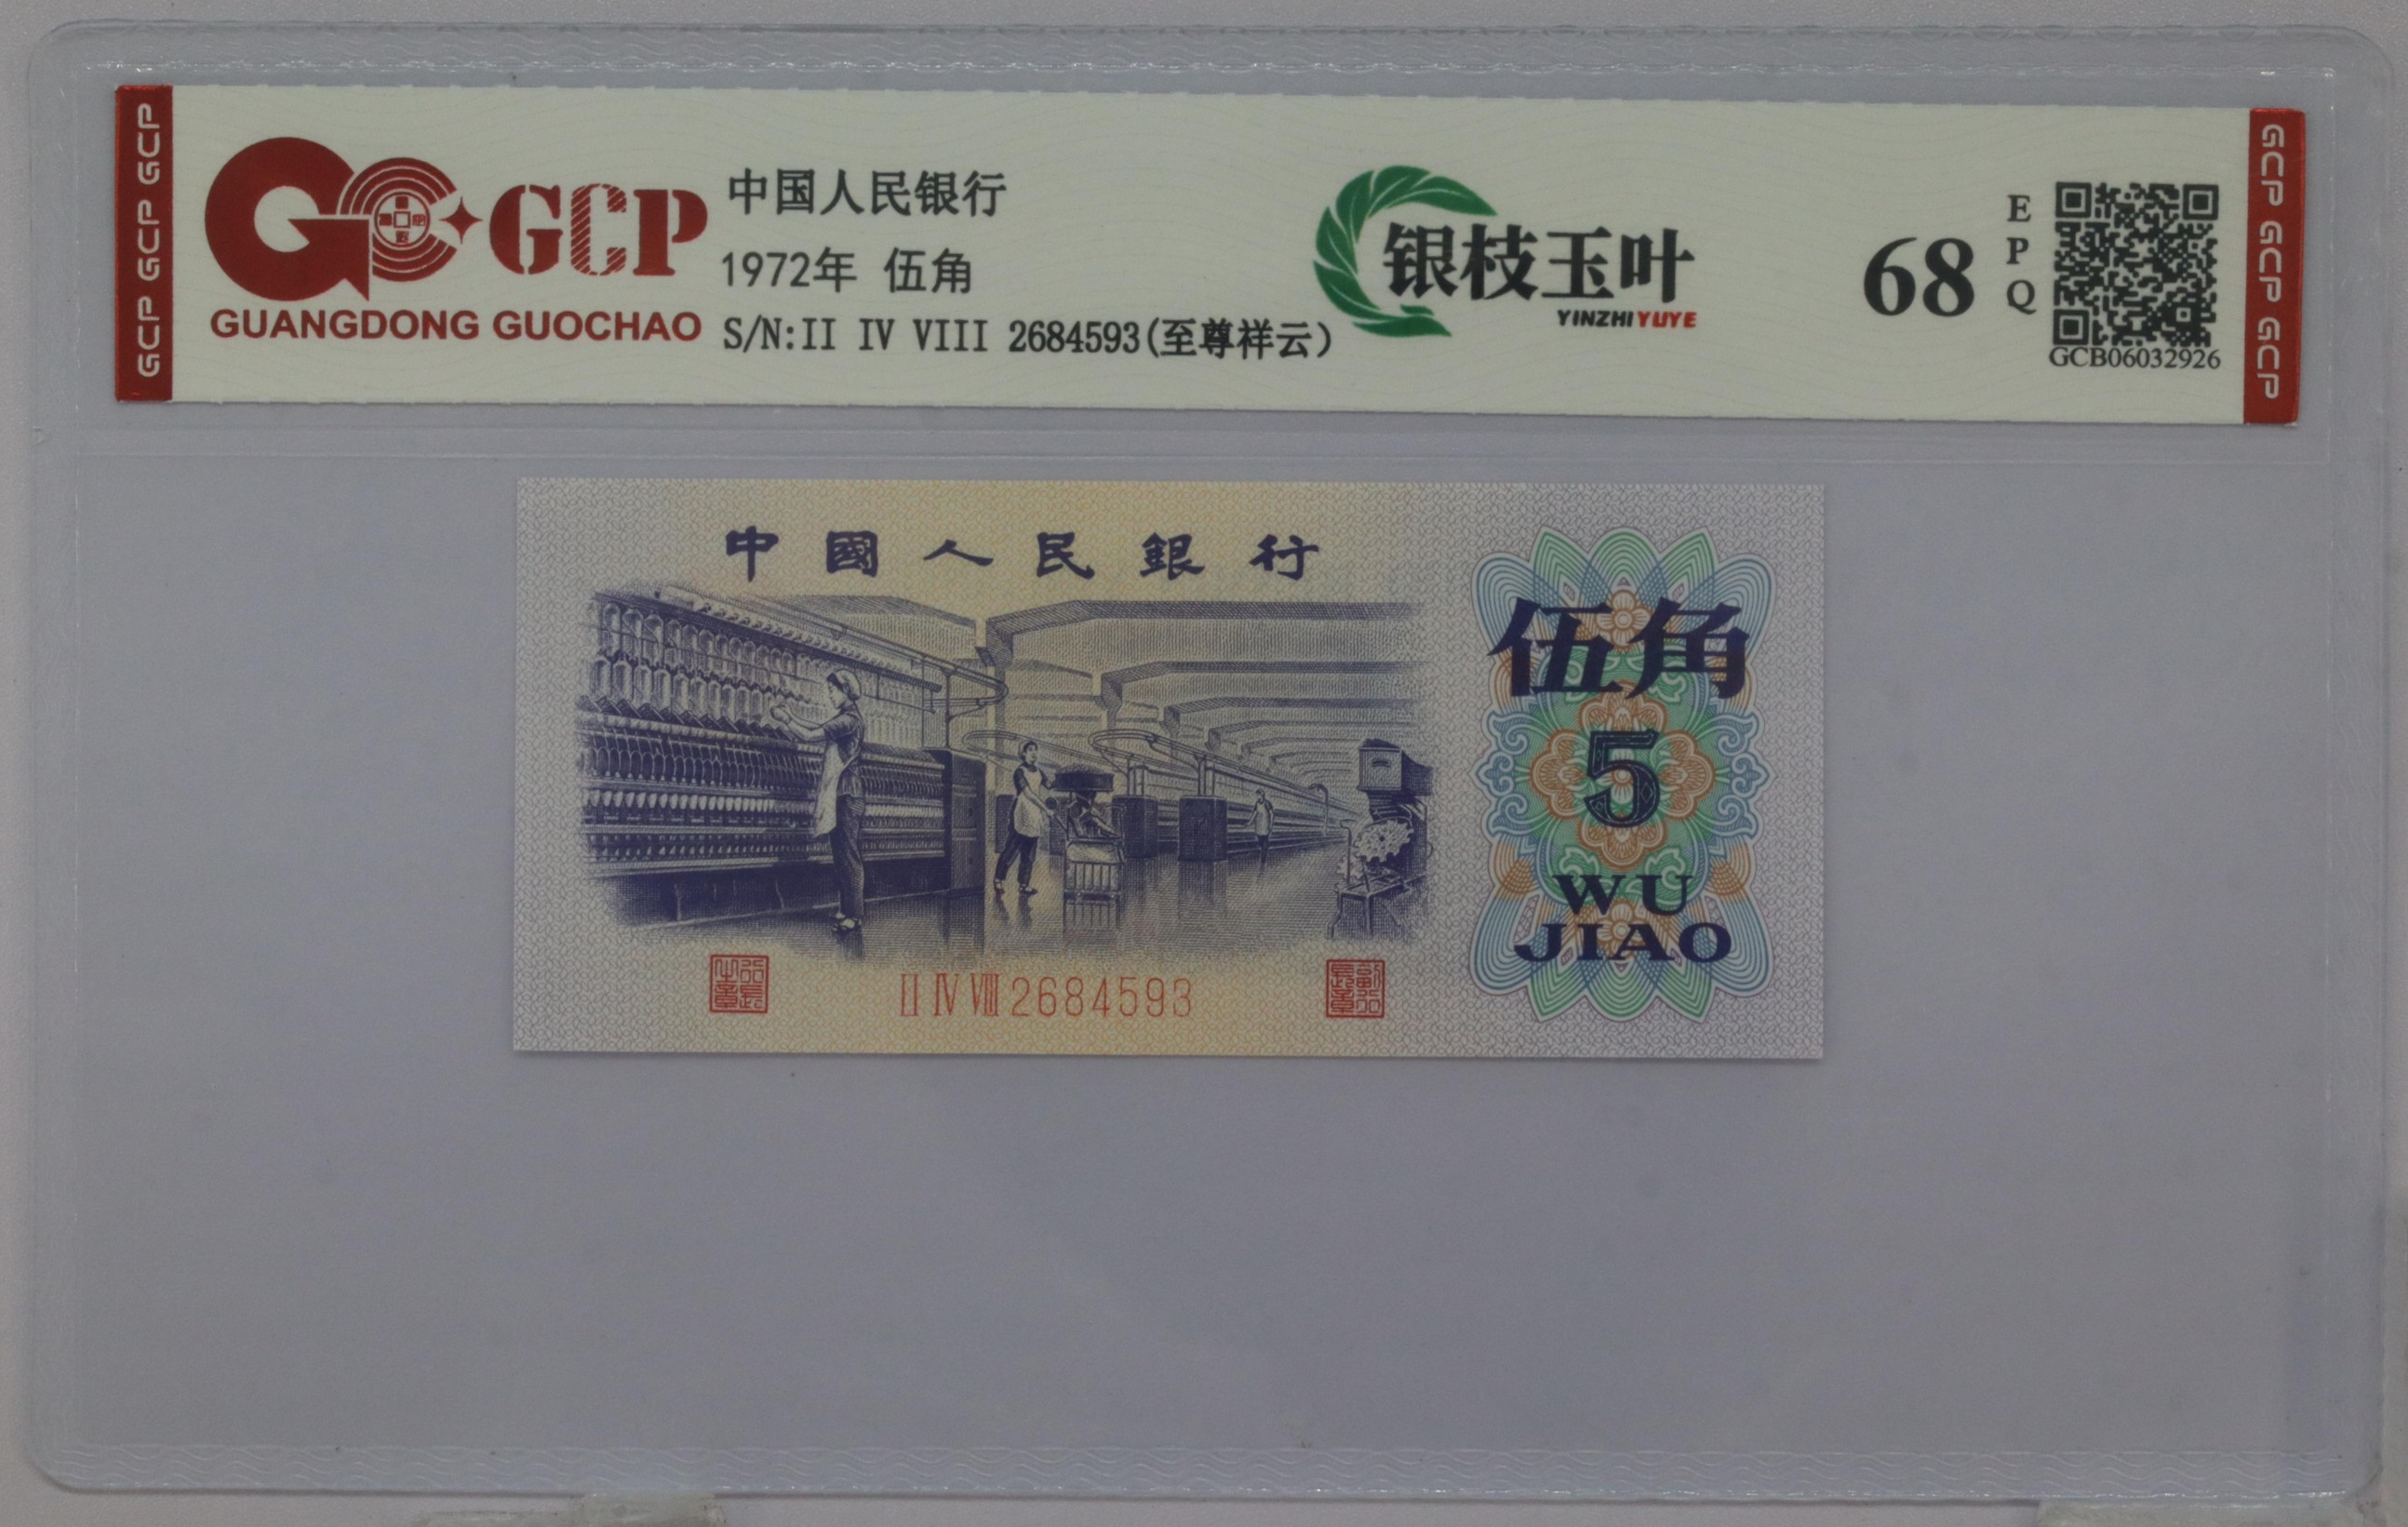 GCP GCP GCP
GCP
GUANGDONG GUOCHAO
中国人民银行
1972年 伍角
S/N:II IV VIII 2684593(至尊祥云)
银枝玉叶
YINZHIYUYE
68
EPQ
GCB06032926
GCP GCP GCP
中國人民銀行
伍角
5
WU
JIAO
II IV VIII 2684593